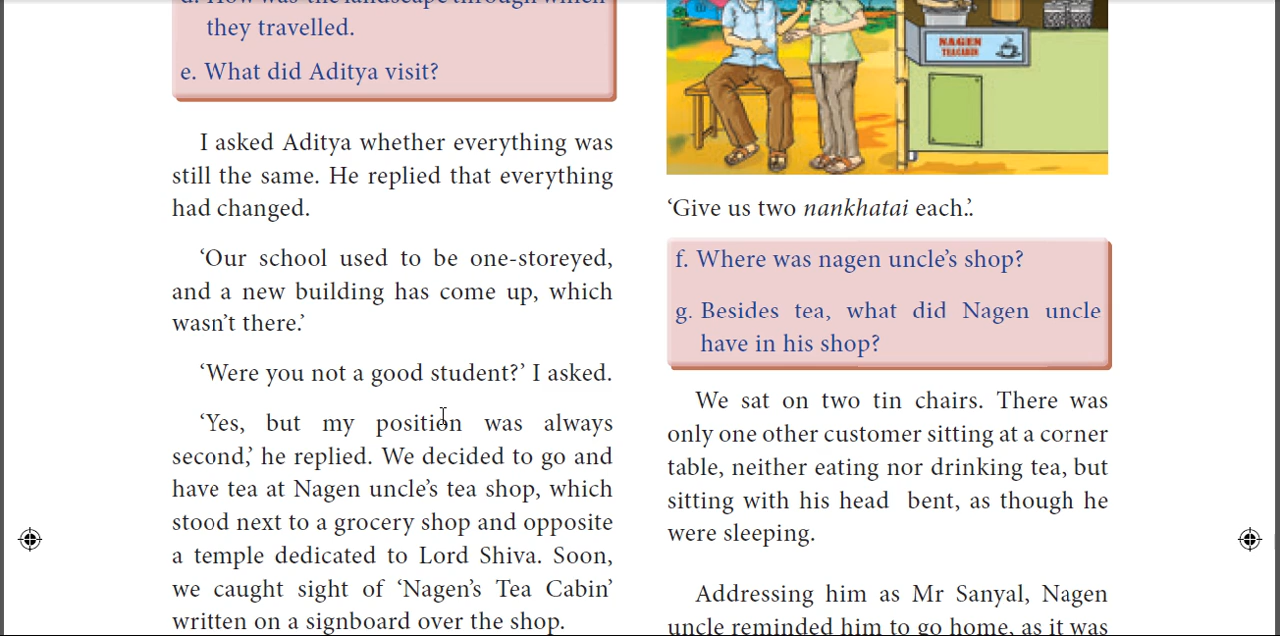 d. How was the landscape through which
they travelled.
e. What did Aditya visit?
I asked Aditya whether everything was
still the same. He replied that everything
had changed.
‘Our school used to be one-storeyed,
and a new building has come up, which
wasn’t there.’
‘Were you not a good student?’ I asked.
‘Yes, but my position was always
second,’ he replied. We decided to go and
have tea at Nagen uncle’s tea shop, which
stood next to a grocery shop and opposite
a temple dedicated to Lord Shiva. Soon,
we caught sight of ‘Nagen’s Tea Cabin’
written on a signboard over the shop.
NAGEN
TEACABIN
‘Give us two nankhatai each.’.
f. Where was nagen uncle’s shop?
g. Besides tea, what did Nagen uncle
have in his shop?
We sat on two tin chairs. There was
only one other customer sitting at a corner
table, neither eating nor drinking tea, but
sitting with his head bent, as though he
were sleeping.
Addressing him as Mr Sanyal, Nagen
uncle reminded him to go home, as it was